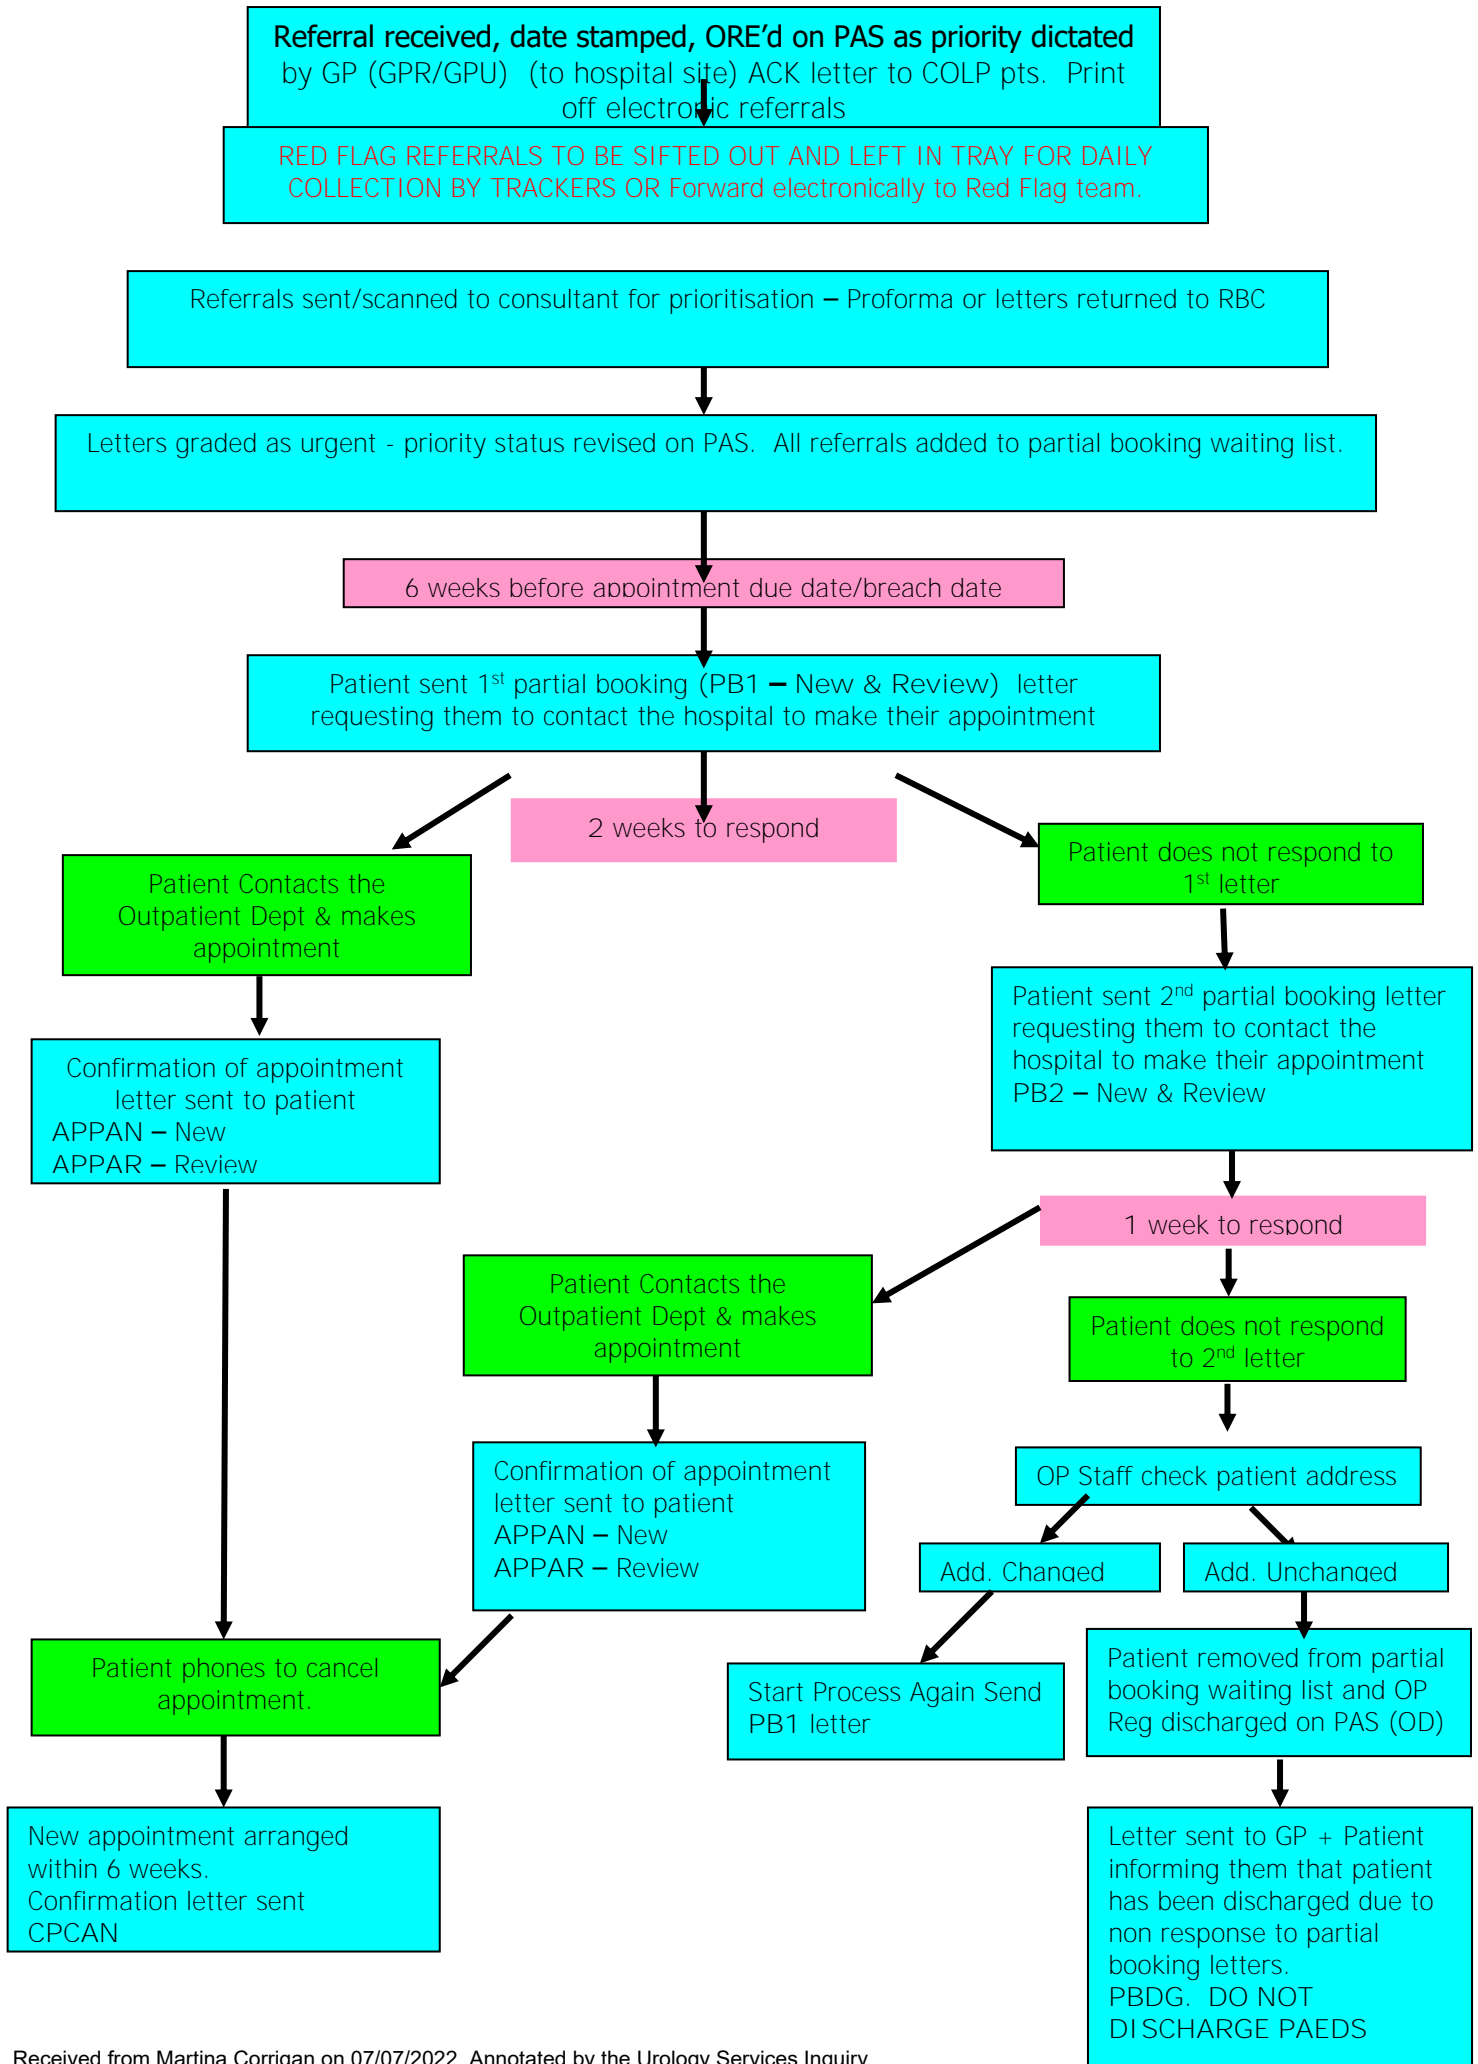 Referral received, date stamped, ORE’d on PAS as priority dictated
by GP (GPR/GPU) (to hospital site) ACK letter to COLP pts. Print
off electronic referrals
RED FLAG REFERRALS TO BE SIFTED OUT AND LEFT IN TRAY FOR DAILY
COLLECTION BY TRACKERS OR Forward electronically to Red Flag team.
Referrals sent/scanned to consultant for prioritisation – Proforma or letters returned to RBC
Letters graded as urgent - priority status revised on PAS. All referrals added to partial booking waiting list.
6 weeks before appointment due date/breach date
Patient sent 1st partial booking (PB1 – New & Review) letter
requesting them to contact the hospital to make their appointment
2 weeks to respond
Patient Contacts the
Outpatient Dept & makes
appointment
Patient does not respond to
1st letter
Confirmation of appointment
letter sent to patient
APPAN – New
APPAR – Review
Patient sent 2nd partial booking letter
requesting them to contact the
hospital to make their appointment
PB2 – New & Review
1 week to respond
Patient Contacts the
Outpatient Dept & makes
appointment
Patient does not respond
to 2nd letter
Confirmation of appointment
letter sent to patient
APPAN – New
APPAR – Review
OP Staff check patient address
Add. Changed
Add. Unchanged
Patient phones to cancel
appointment.
Start Process Again Send
PB1 letter
Patient removed from partial
booking waiting list and OP
Reg discharged on PAS (OD)
New appointment arranged
within 6 weeks.
Confirmation letter sent
CPCAN
Letter sent to GP + Patient
informing them that patient
has been discharged due to
non response to partial
booking letters.
PBDG. DO NOT
DISCHARGE PAEDS
Received from Martina Corrigan on 07/07/2022. Annotated by the Urology Services Inquiry